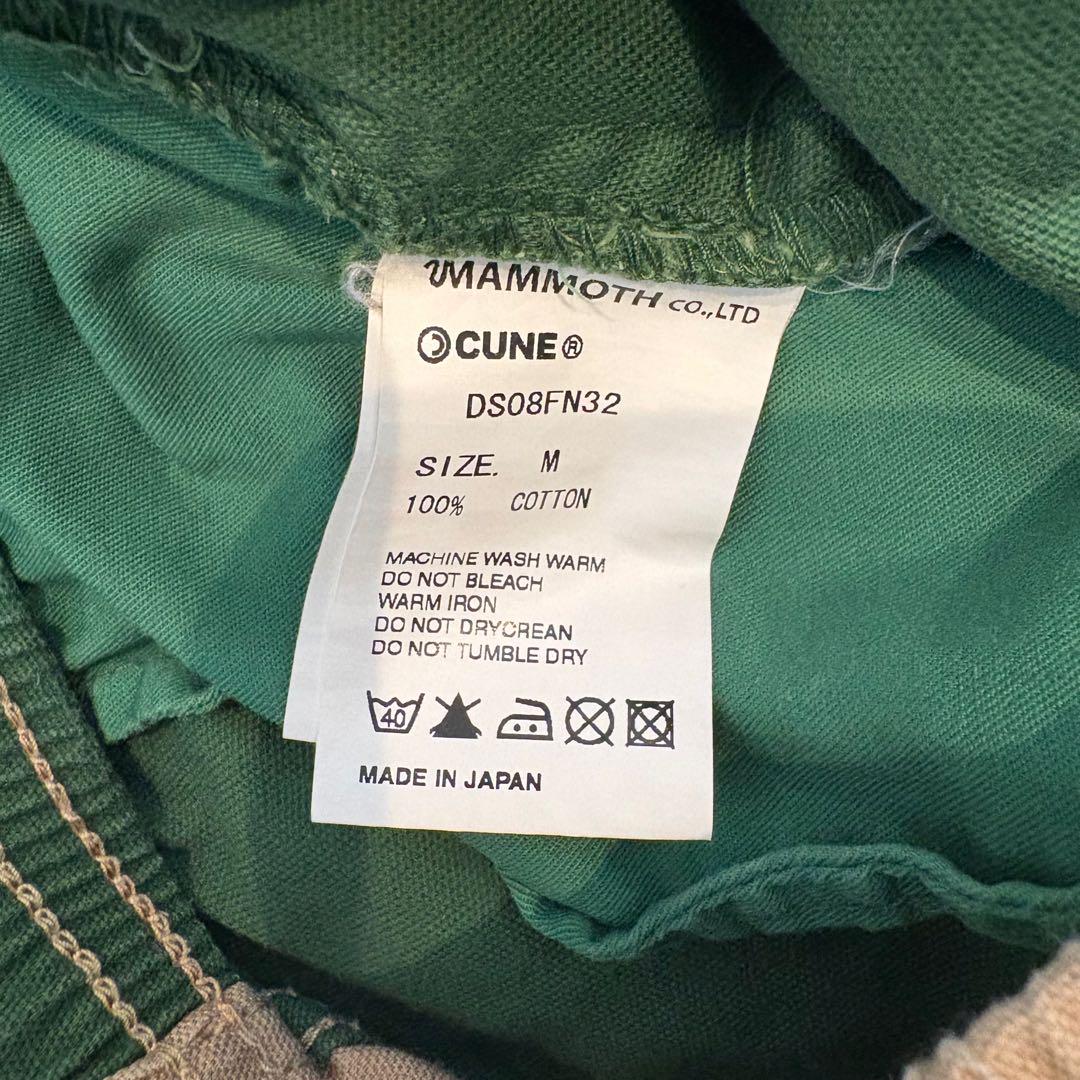 MAMMOTH CO.,LTD
CUNE®
DS08FN32
SIZE. M
100% COTTON
MACHINE WASH WARM
DO NOT BLEACH
WARM IRON
DO NOT DRYCREAN
DO NOT TUMBLE DRY
40
MADE IN JAPAN